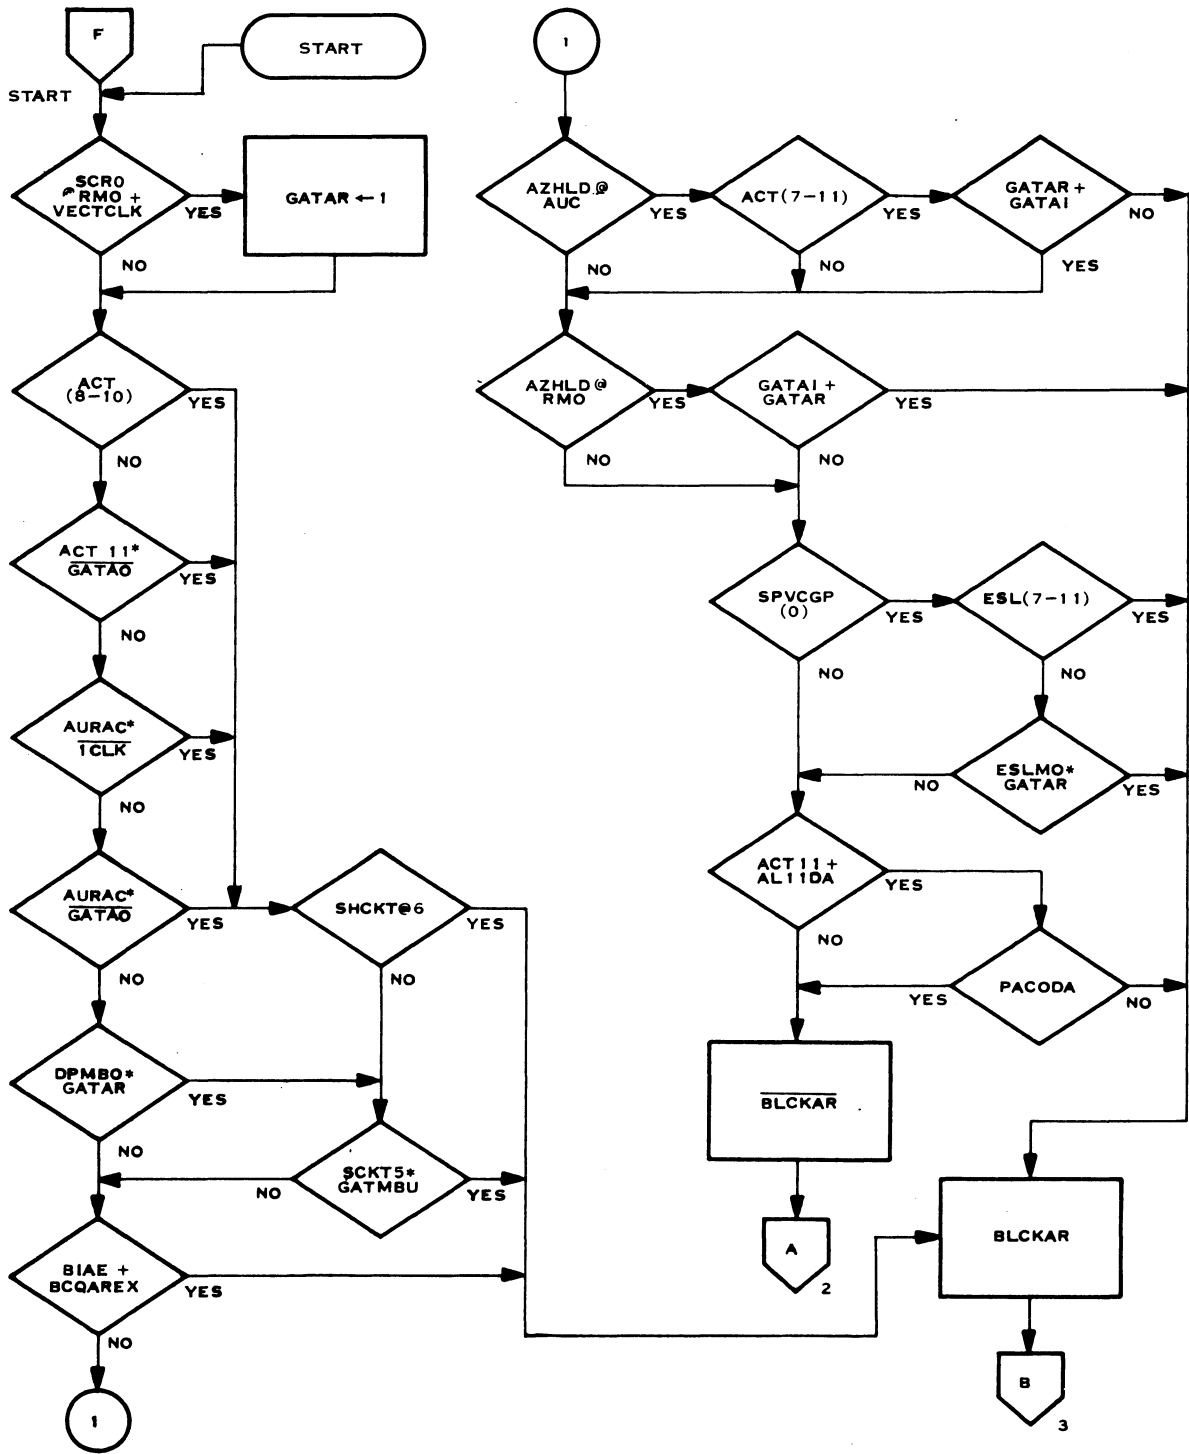 F
START
START
SCRO
@ RMO +
VECTCLK
YES
GATAR ← 1
NO
ACT
(8-10)
YES
NO
ACT 11*
G̅A̅T̅A̅O̅
YES
NO
AURAC*
1̅C̅L̅K̅
YES
NO
AURAC*
G̅A̅T̅A̅O̅
YES
SHCKT@6
YES
NO
NO
DPMBO*
GATAR
YES
NO
SCKT5*
GATMBU
NO
YES
BIAE +
BCQAREX
YES
NO
1
1
AZHLD @
AUC
YES
ACT(7-11)
YES
GATAR +
GATAI
NO
NO
NO
YES
AZHLD @
RMO
YES
GATAI +
GATAR
YES
NO
NO
SPVCGP
(0)
YES
ESL(7-11)
YES
NO
NO
ESLMO*
GATAR
NO
YES
ACT11 +
AL11DA
YES
NO
PACODA
YES
NO
B̅L̅C̅K̅A̅R̅
A
2
BLCKAR
B
3